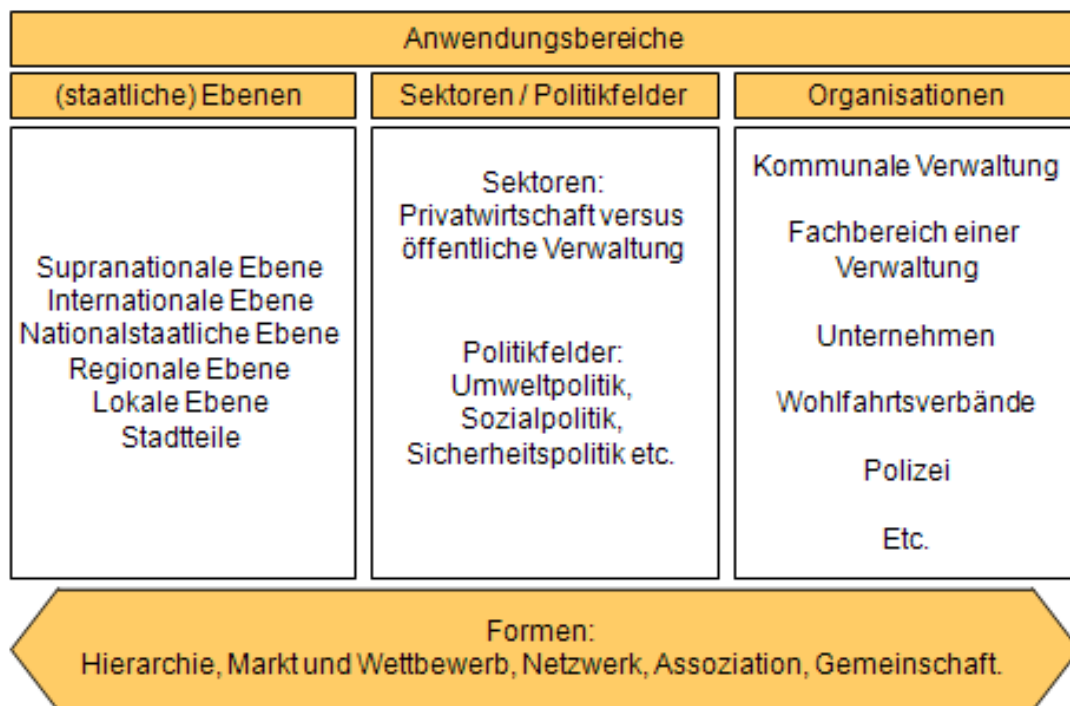 Anwendungsbereiche
(staatliche) Ebenen
Supranationale Ebene
Internationale Ebene
Nationalstaatliche Ebene
Regionale Ebene
Lokale Ebene
Stadtteile
Sektoren / Politikfelder
Sektoren:
Privatwirtschaft versus
öffentliche Verwaltung
Politikfelder:
Umweltpolitik,
Sozialpolitik,
Sicherheitspolitik etc.
Organisationen
Kommunale Verwaltung
Fachbereich einer
Verwaltung
Unternehmen
Wohlfahrtsverbände
Polizei
Etc.
Formen:
Hierarchie, Markt und Wettbewerb, Netzwerk, Assoziation, Gemeinschaft.